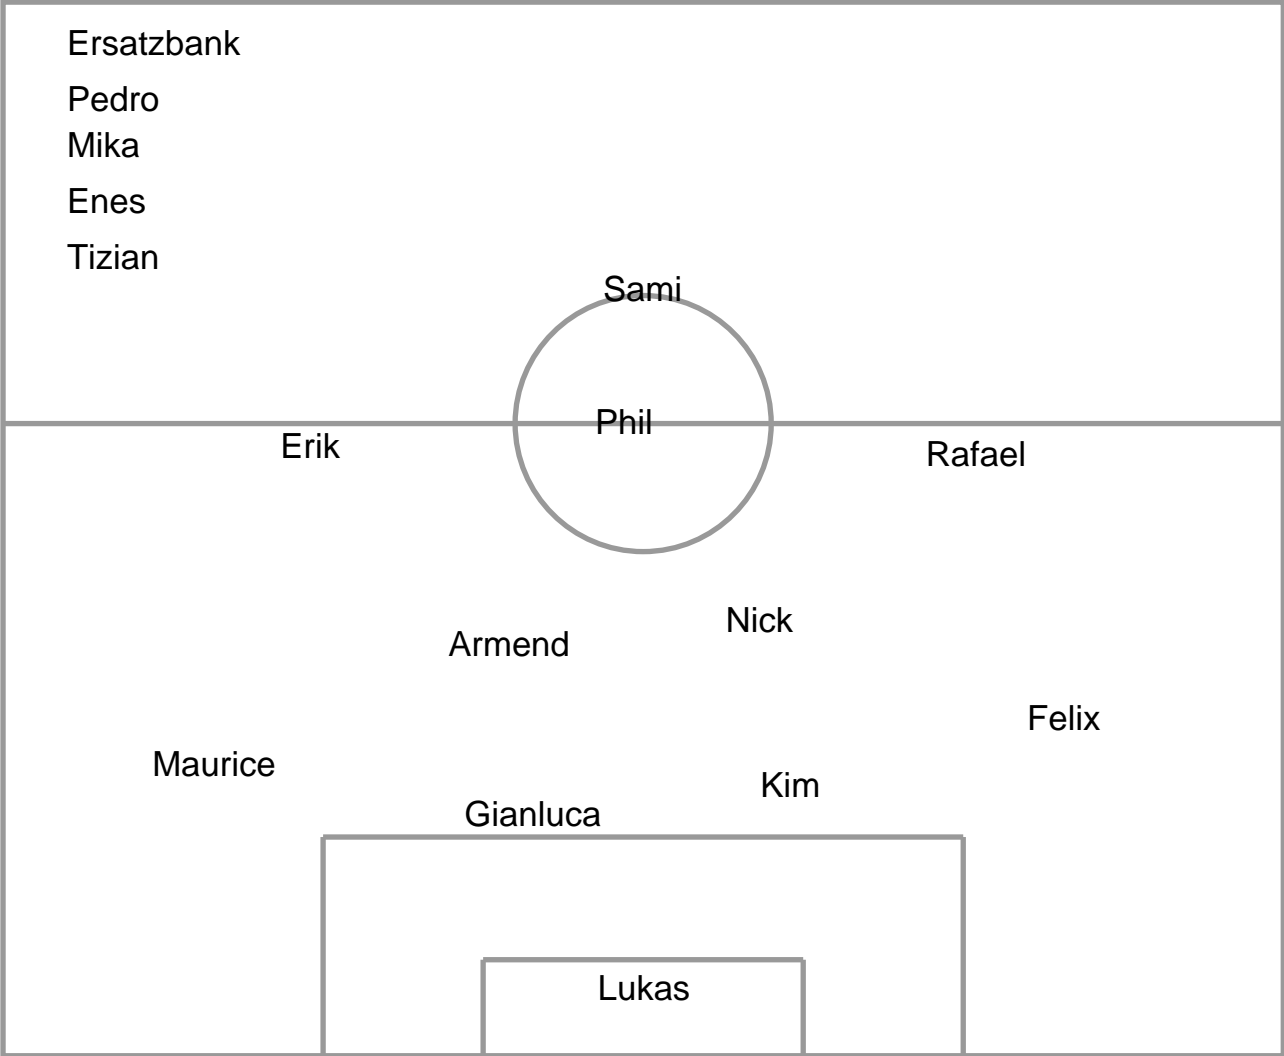 Ersatzbank
Pedro
Mika
Enes
Tizian
Sami
Phil
Erik
Rafael
Nick
Armend
Felix
Maurice
Kim
Gianluca
Lukas